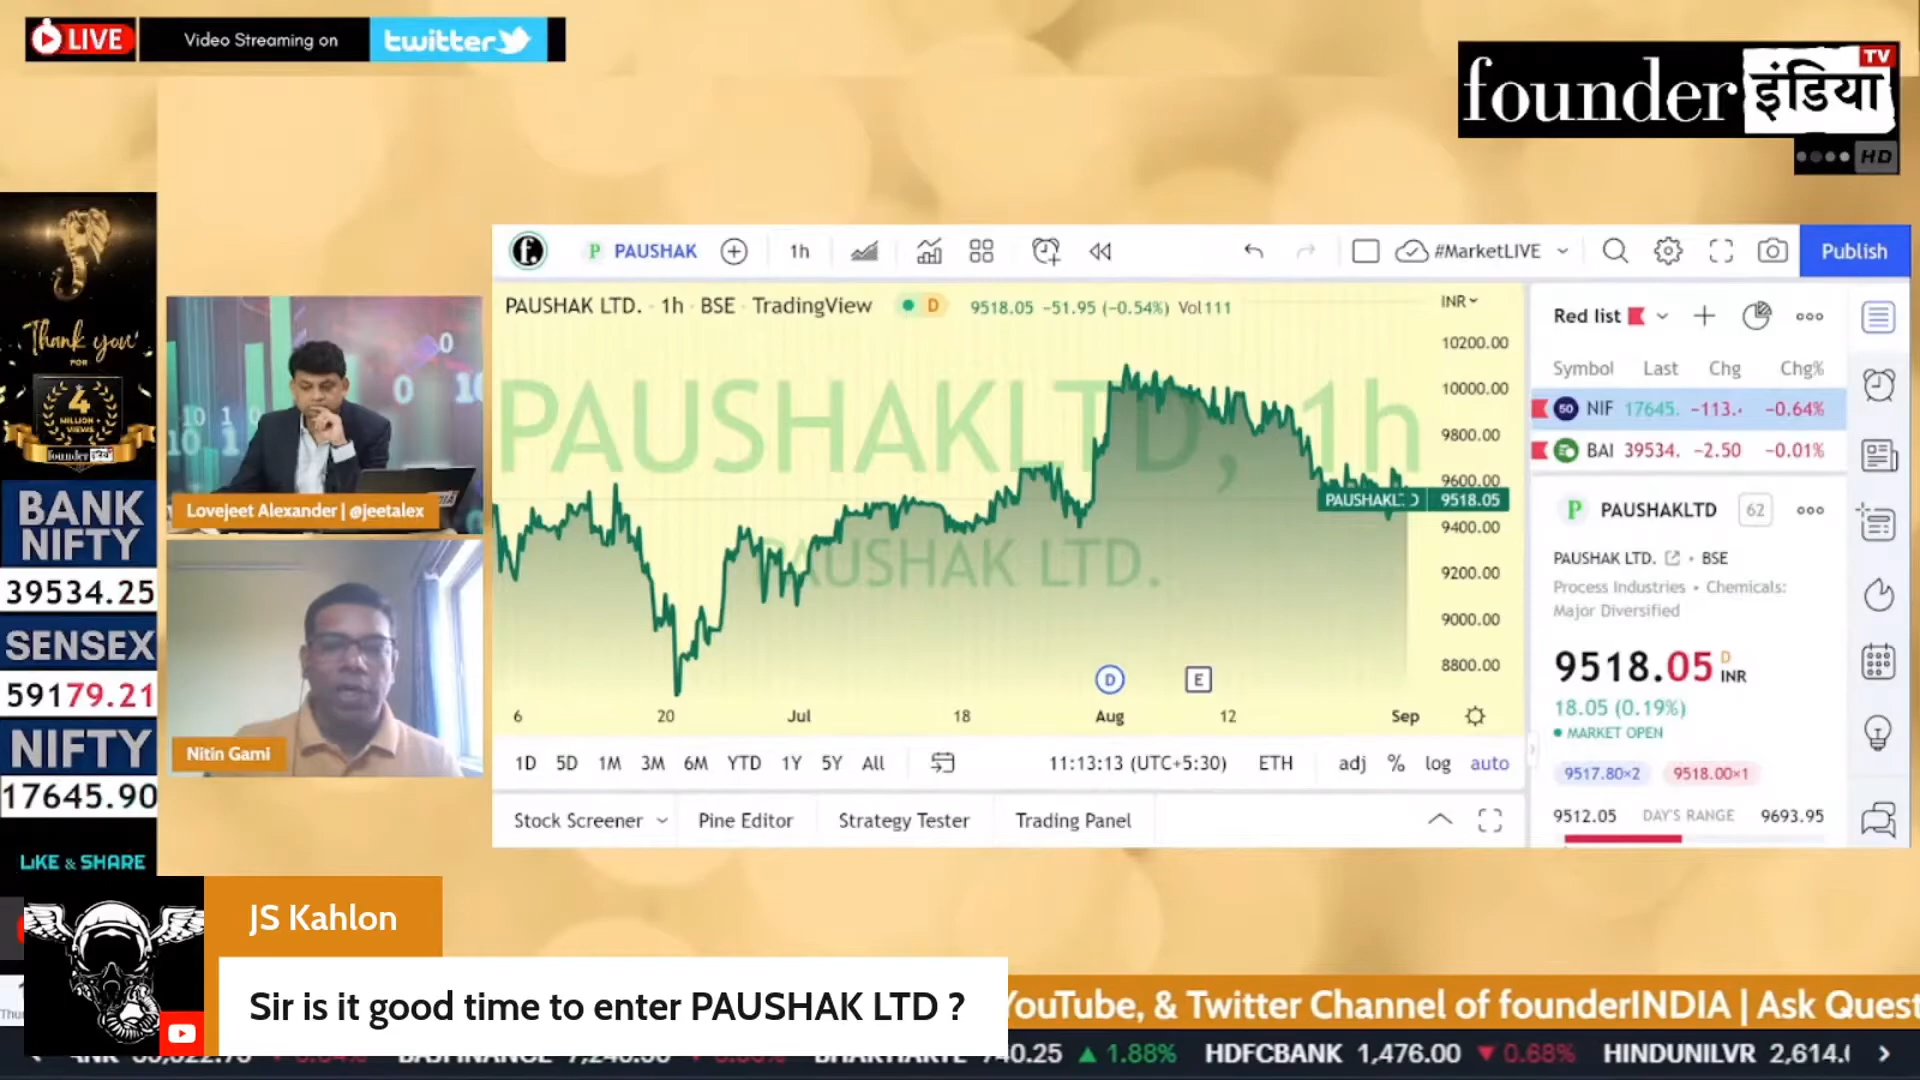 LIVE
Video Streaming on
twitter
founder इंडिया TV
HD
Thank you
FOR
4
MILLION+
VIEWS
founder इंडिया
BANK
NIFTY
39534.25
SENSEX
59179.21
NIFTY
17645.90
LIKE & SHARE
Lovejeet Alexander | @jeetalex
Nitin Gami
PAUSHAK
1h
#MarketLIVE
Publish
PAUSHAK LTD. · 1h · BSE · TradingView
D
9518.05 −51.95 (−0.54%) Vol 111
INR
PAUSHAKLTD, 1h
PAUSHAK LTD.
10200.00
10000.00
9800.00
9600.00
9518.05
9400.00
9200.00
9000.00
8800.00
D
E
6 20 Jul 18 Aug 12 Sep
1D 5D 1M 3M 6M YTD 1Y 5Y All
11:13:13 (UTC+5:30) ETH adj % log auto
Stock Screener Pine Editor Strategy Tester Trading Panel
Red list
Symbol Last Chg Chg%
50 NIF 17645. −113. −0.64%
BAI 39534. −2.50 −0.01%
P PAUSHAKLTD 62
PAUSHAK LTD. · BSE
Process Industries • Chemicals:
Major Diversified
9518.05 D INR
18.05 (0.19%)
MARKET OPEN
9517.80×2 9518.00×1
9512.05 DAY'S RANGE 9693.95
JS Kahlon
Sir is it good time to enter PAUSHAK LTD ?
YouTube, & Twitter Channel of founderINDIA | Ask Quest
40.25 ▲ 1.88% HDFCBANK 1,476.00 ▼ 0.68% HINDUNILVR 2,614.